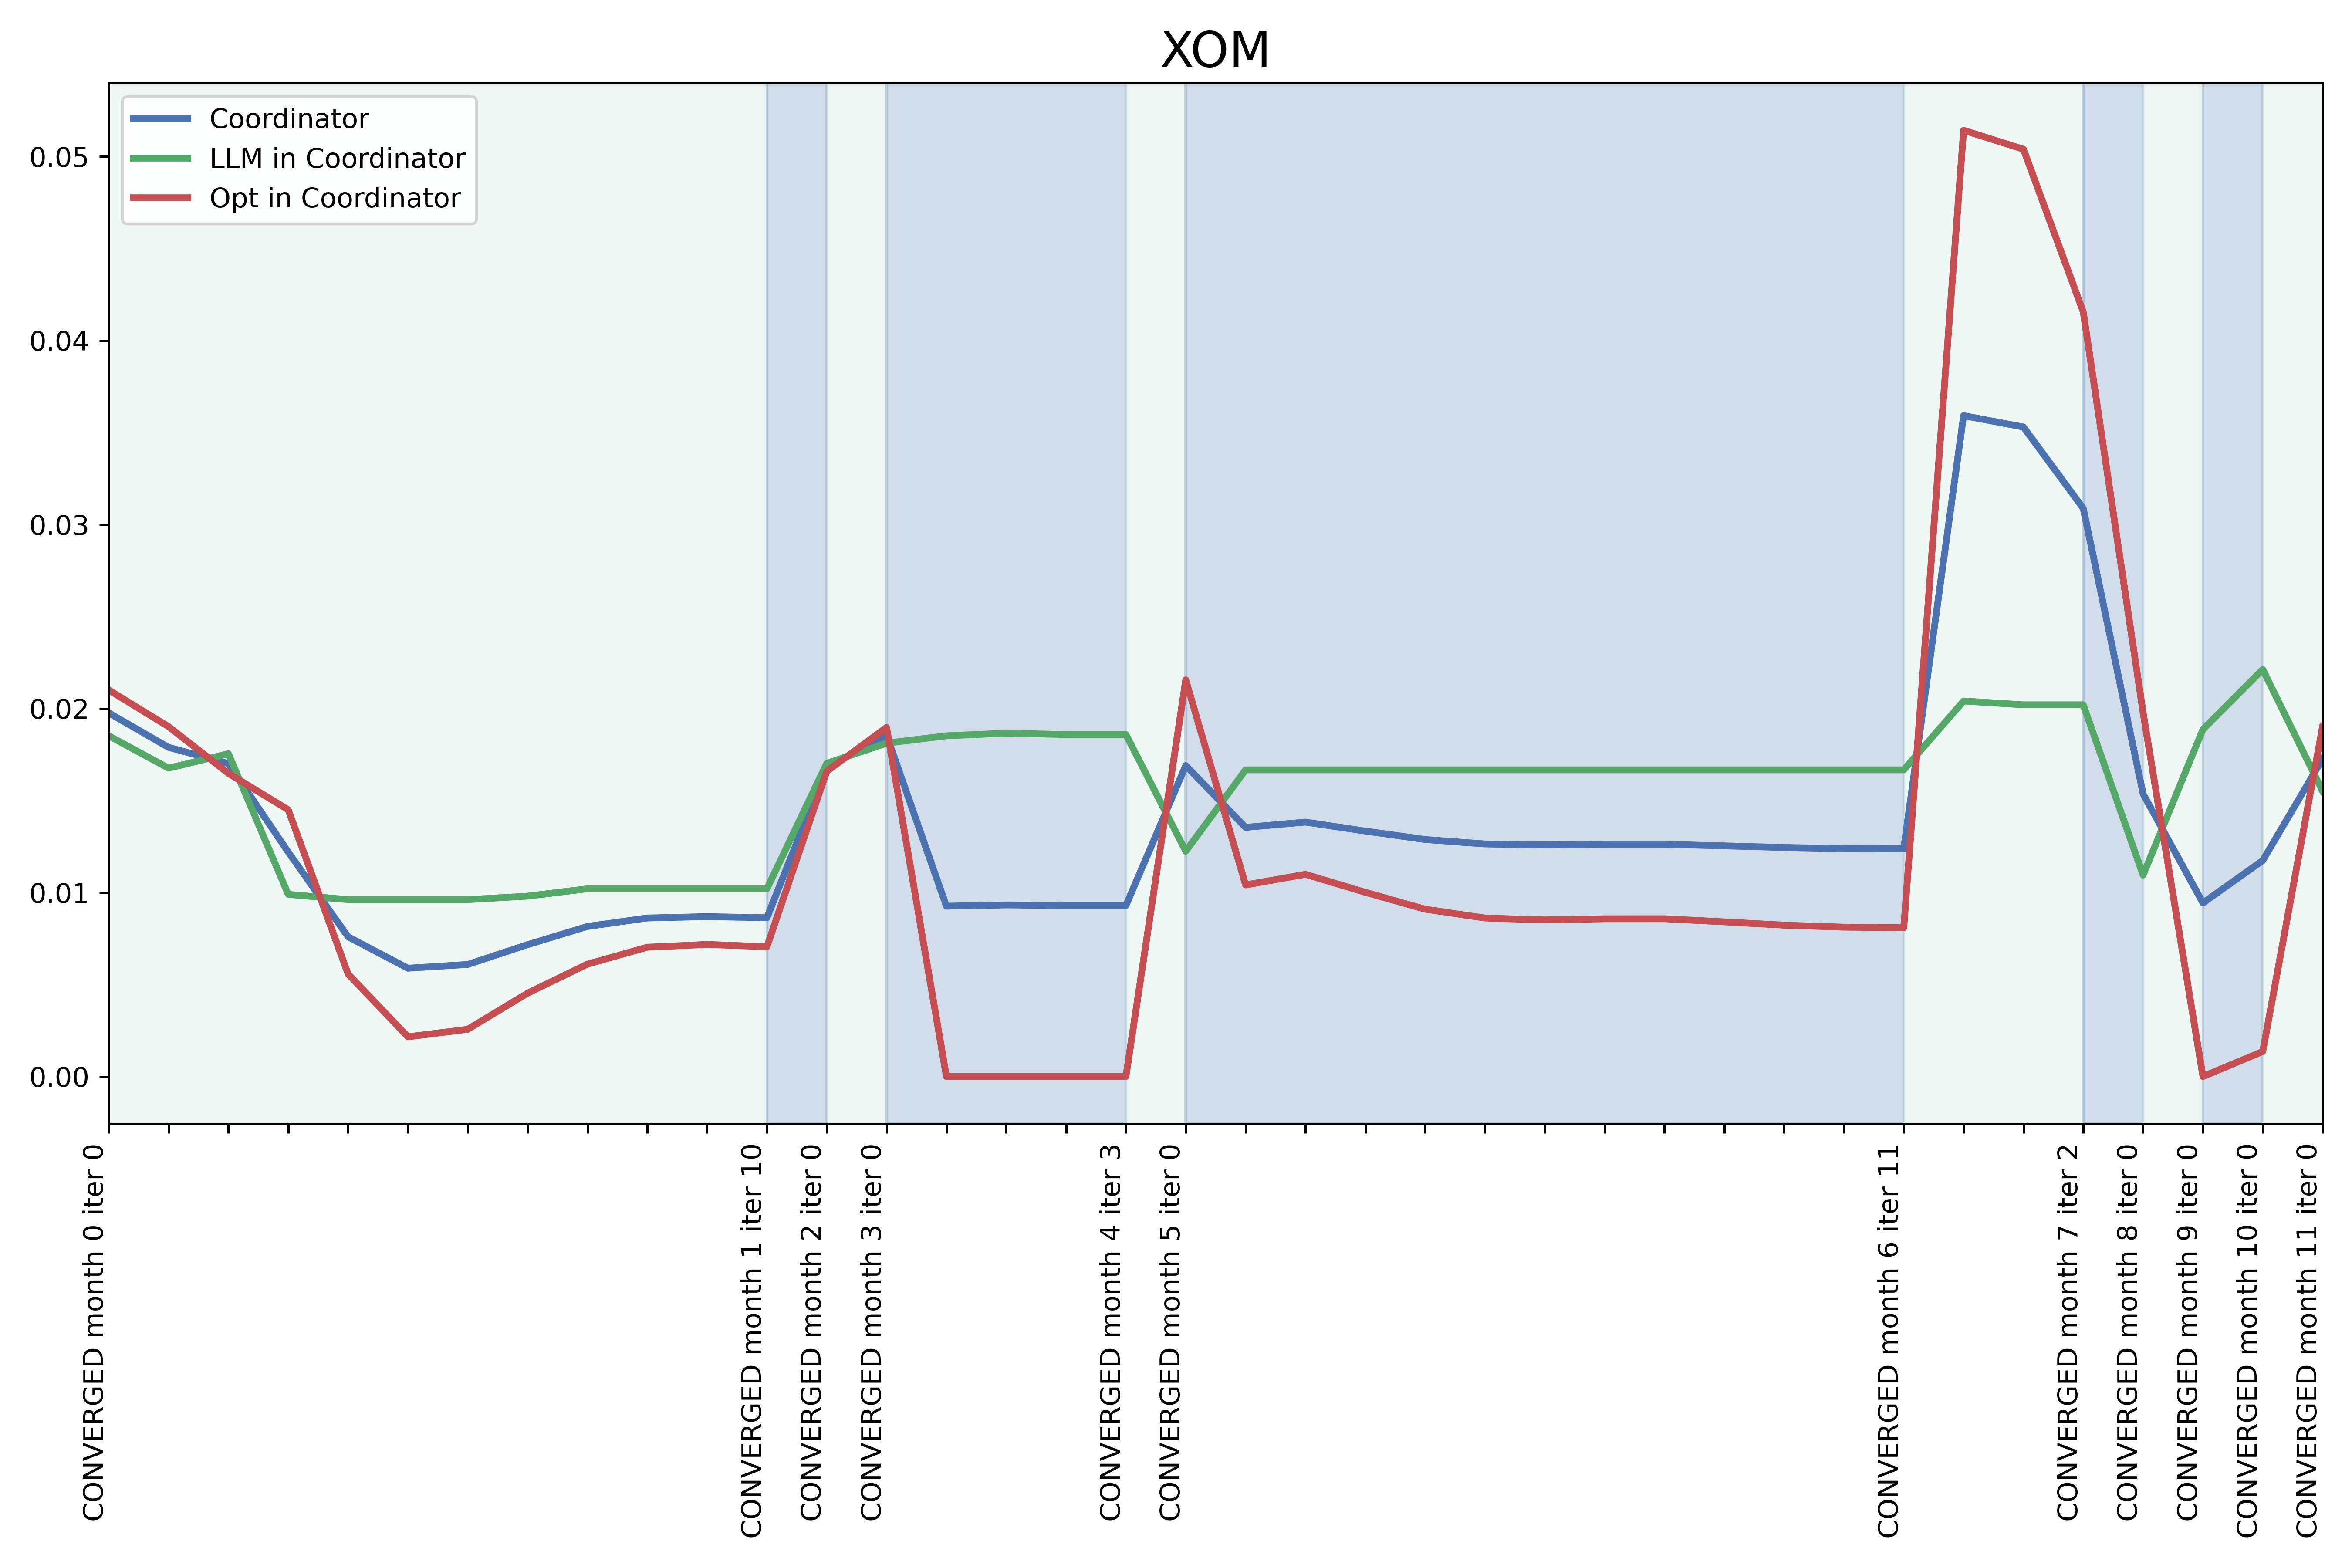 XOM
Coordinator
LLM in Coordinator
Opt in Coordinator
0.05
0.04
0.03
0.02
0.01
0.00
CONVERGED month 0 iter 0
CONVERGED month 1 iter 10
CONVERGED month 2 iter 0
CONVERGED month 3 iter 0
CONVERGED month 4 iter 3
CONVERGED month 5 iter 0
CONVERGED month 6 iter 11
CONVERGED month 7 iter 2
CONVERGED month 8 iter 0
CONVERGED month 9 iter 0
CONVERGED month 10 iter 0
CONVERGED month 11 iter 0